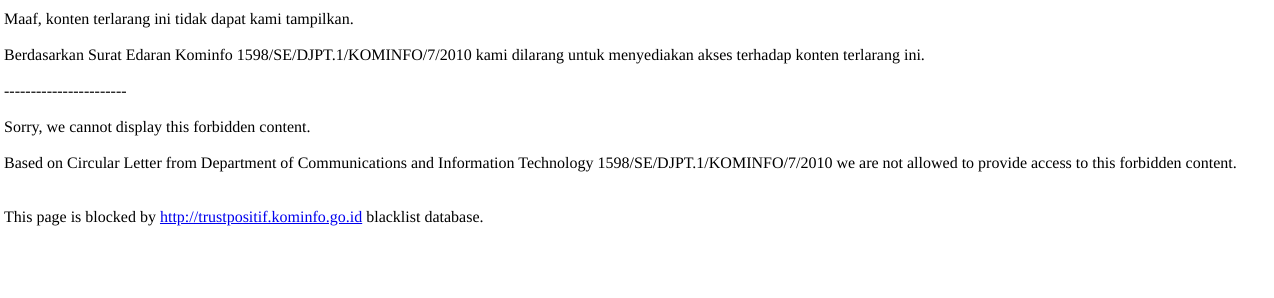 Maaf, konten terlarang ini tidak dapat kami tampilkan.
Berdasarkan Surat Edaran Kominfo 1598/SE/DJPT.1/KOMINFO/7/2010 kami dilarang untuk menyediakan akses terhadap konten terlarang ini.
-----------------------
Sorry, we cannot display this forbidden content.
Based on Circular Letter from Department of Communications and Information Technology 1598/SE/DJPT.1/KOMINFO/7/2010 we are not allowed to provide access to this forbidden content.
This page is blocked by http://trustpositif.kominfo.go.id blacklist database.